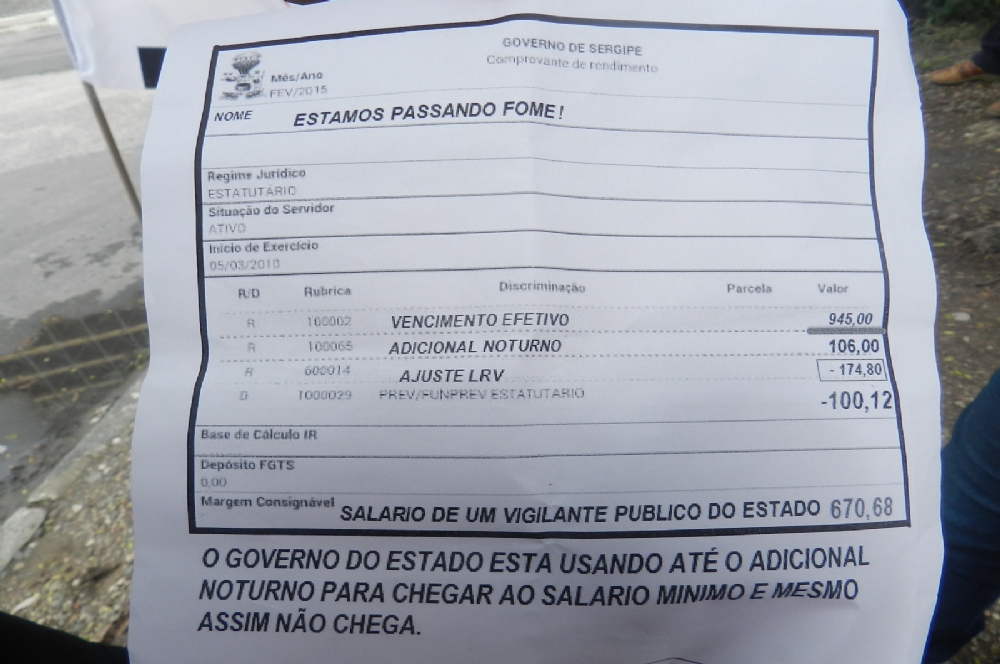 GOVERNO DE SERGIPE
Comprovante de rendimento
Mês/Ano
FEV/2015
NOME ESTAMOS PASSANDO FOME!
Regime Jurídico
ESTATUTÁRIO
Situação do Servidor
ATIVO
Início de Exercício
05/03/2010
R/D Rubrica Discriminação Parcela Valor
R 100002 VENCIMENTO EFETIVO 945,00
R 100065 ADICIONAL NOTURNO 106,00
R 600014 AJUSTE LRV - 174,80
D 1000029 PREV/FUNPREV ESTATUTARIO -100,12
Base de Cálculo IR
Depósito FGTS
0,00
Margem Consignável SALARIO DE UM VIGILANTE PUBLICO DO ESTADO 670,68
O GOVERNO DO ESTADO ESTA USANDO ATÉ O ADICIONAL
NOTURNO PARA CHEGAR AO SALARIO MINIMO E MESMO
ASSIM NÃO CHEGA.